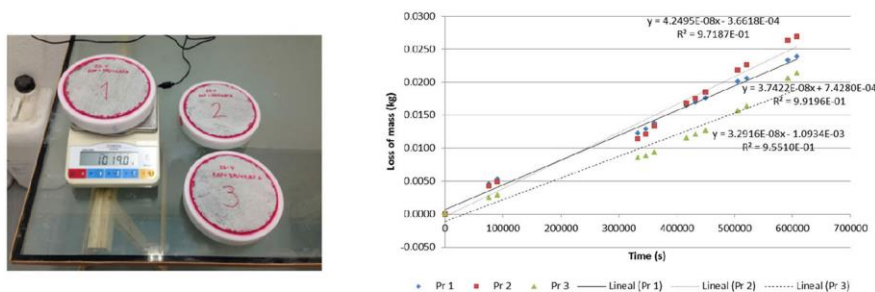 1
2
3
1019.0
0.0300
0.0250
0.0200
0.0150
0.0100
0.0050
0.0000
-0.0050
Loss of mass (kg)
y = 4.2495E-08x - 3.6618E-04
R² = 9.7187E-01
y = 3.7422E-08x + 7.4280E-04
R² = 9.9196E-01
y = 3.2916E-08x - 1.0934E-03
R² = 9.5510E-01
0 100000 200000 300000 400000 500000 600000 700000
Time (s)
Pr 1 Pr 2 Pr 3 Lineal (Pr 1) Lineal (Pr 2) Lineal (Pr 3)